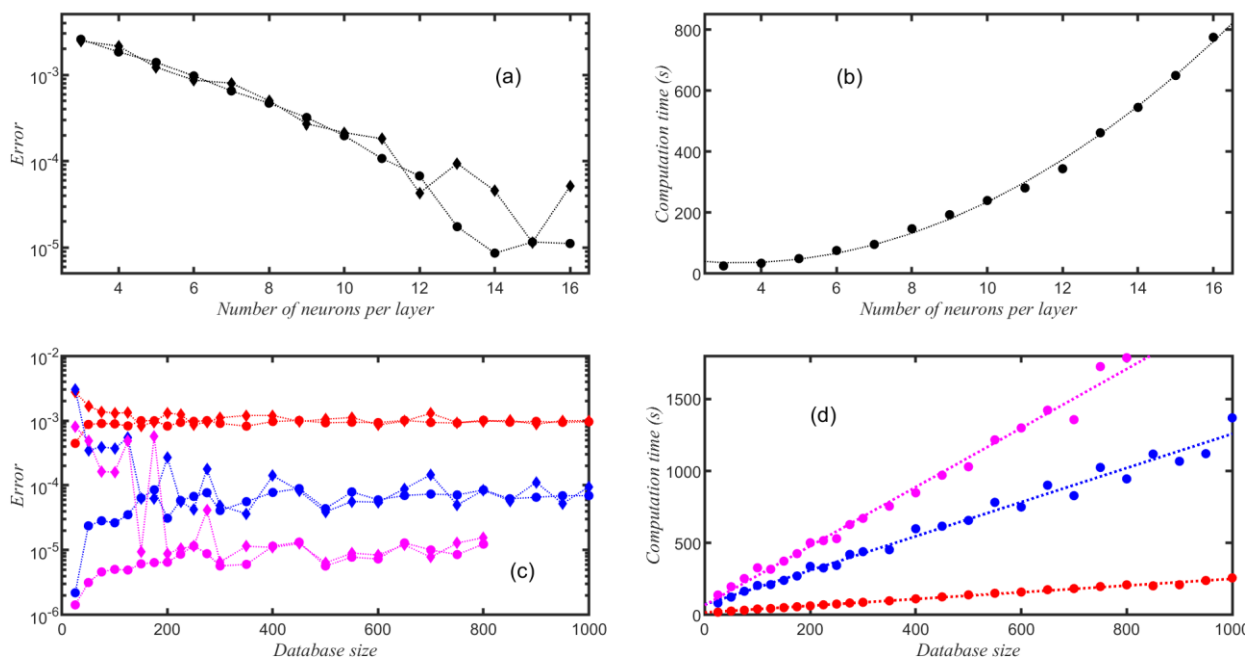 (a)
10^-3
10^-4
10^-5
Error
4 6 8 10 12 14 16
Number of neurons per layer
(b)
800
600
400
200
0
Computation time (s)
4 6 8 10 12 14 16
Number of neurons per layer
10^-2
10^-3
10^-4
10^-5
10^-6
Error
(c)
0 200 400 600 800 1000
Database size
(d)
1500
1000
500
0
Computation time (s)
0 200 400 600 800 1000
Database size